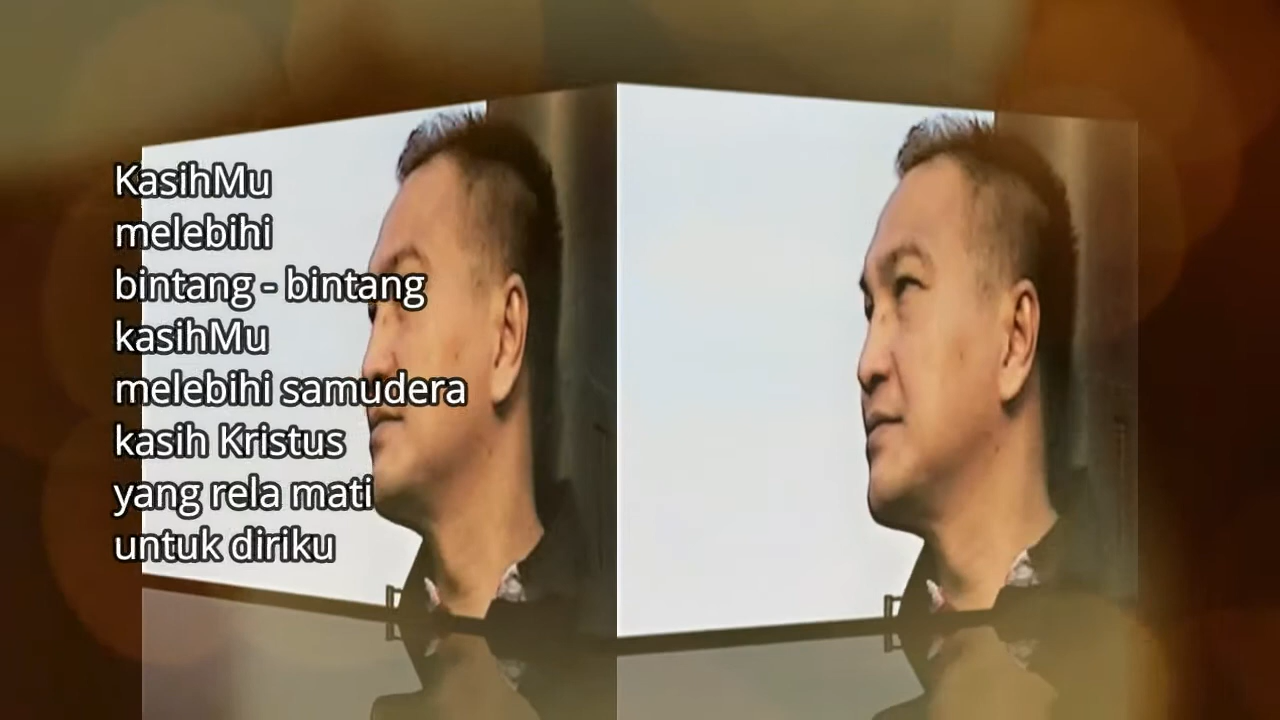 KasihMu
melebihi
bintang - bintang
kasihMu
melebihi samudera
kasih Kristus
yang rela mati
untuk diriku